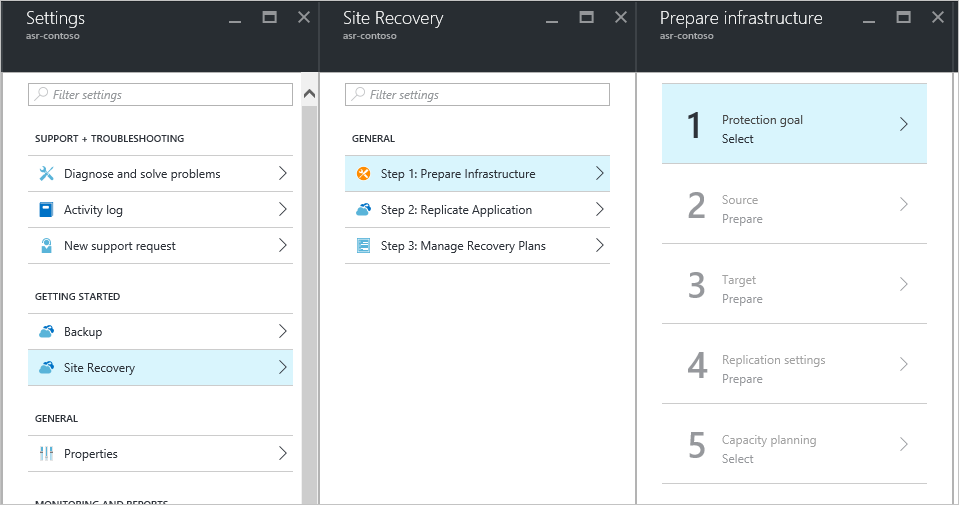 Settings
asr-contoso
Filter settings
SUPPORT + TROUBLESHOOTING
Diagnose and solve problems
Activity log
New support request
GETTING STARTED
Backup
Site Recovery
GENERAL
Properties
MONITORING AND REPORTS
Site Recovery
asr-contoso
Filter settings
GENERAL
Step 1: Prepare Infrastructure
Step 2: Replicate Application
Step 3: Manage Recovery Plans
Prepare infrastructure
asr-contoso
1
Protection goal
Select
2
Source
Prepare
3
Target
Prepare
4
Replication settings
Prepare
5
Capacity planning
Select